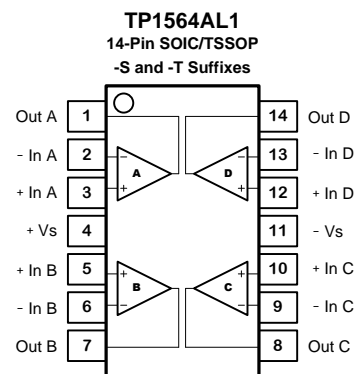 TP1564AL1
14-Pin SOIC/TSSOP
-S and -T Suffixes
Out A 1 14 Out D
- In A 2 - - 13 - In D
+ In A 3 + A D + 12 + In D
+ Vs 4 11 - Vs
+ In B 5 + + 10 + In C
- In B 6 - B C - 9 - In C
Out B 7 8 Out C